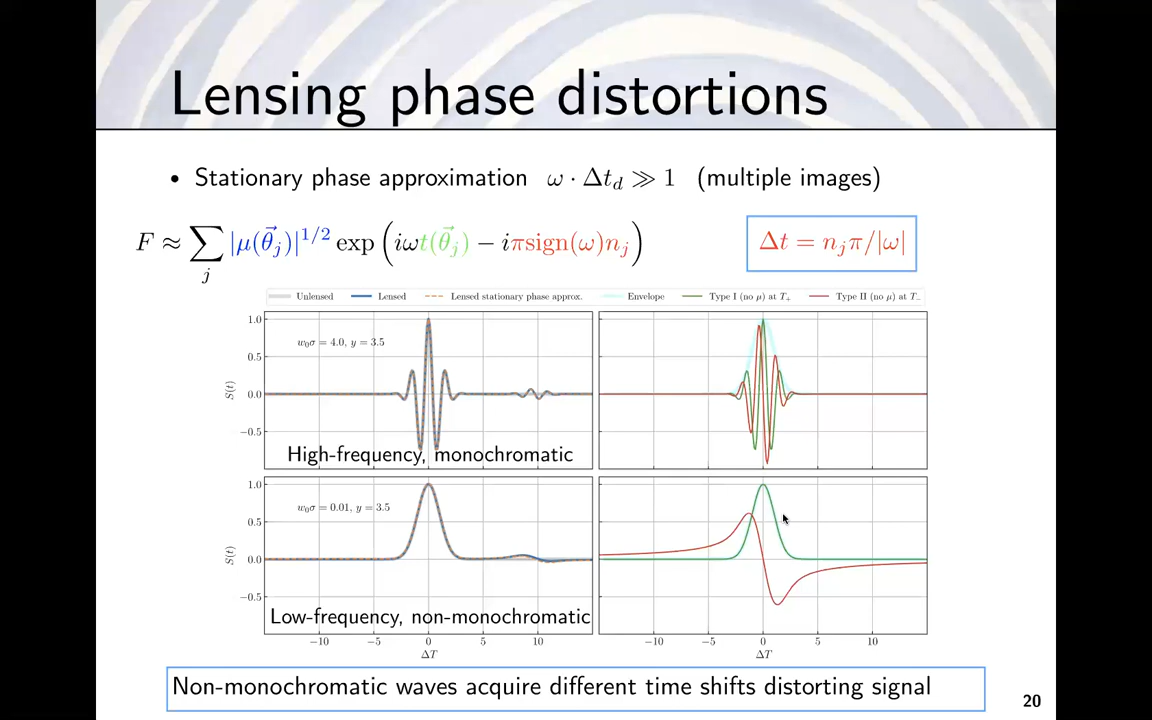 Lensing phase distortions
• Stationary phase approximation ω · Δt_d ≫ 1 (multiple images)
F ≈ ∑_j |μ(θ⃗_j)|^{1/2} exp(iωt(θ⃗_j) − iπsign(ω)n_j)
Δt = n_jπ/|ω|
Unlensed Lensed Lensed stationary phase approx. Envelope Type I (no μ) at T₊ Type II (no μ) at T₋
1.0
w₀σ = 4.0, y = 3.5
0.5
S(t)
0.0
−0.5
High-frequency, monochromatic
1.0
w₀σ = 0.01, y = 3.5
0.5
S(t)
0.0
−0.5
Low-frequency, non-monochromatic
−10 −5 0 5 10
ΔT
−10 −5 0 5 10
ΔT
Non-monochromatic waves acquire different time shifts distorting signal
20